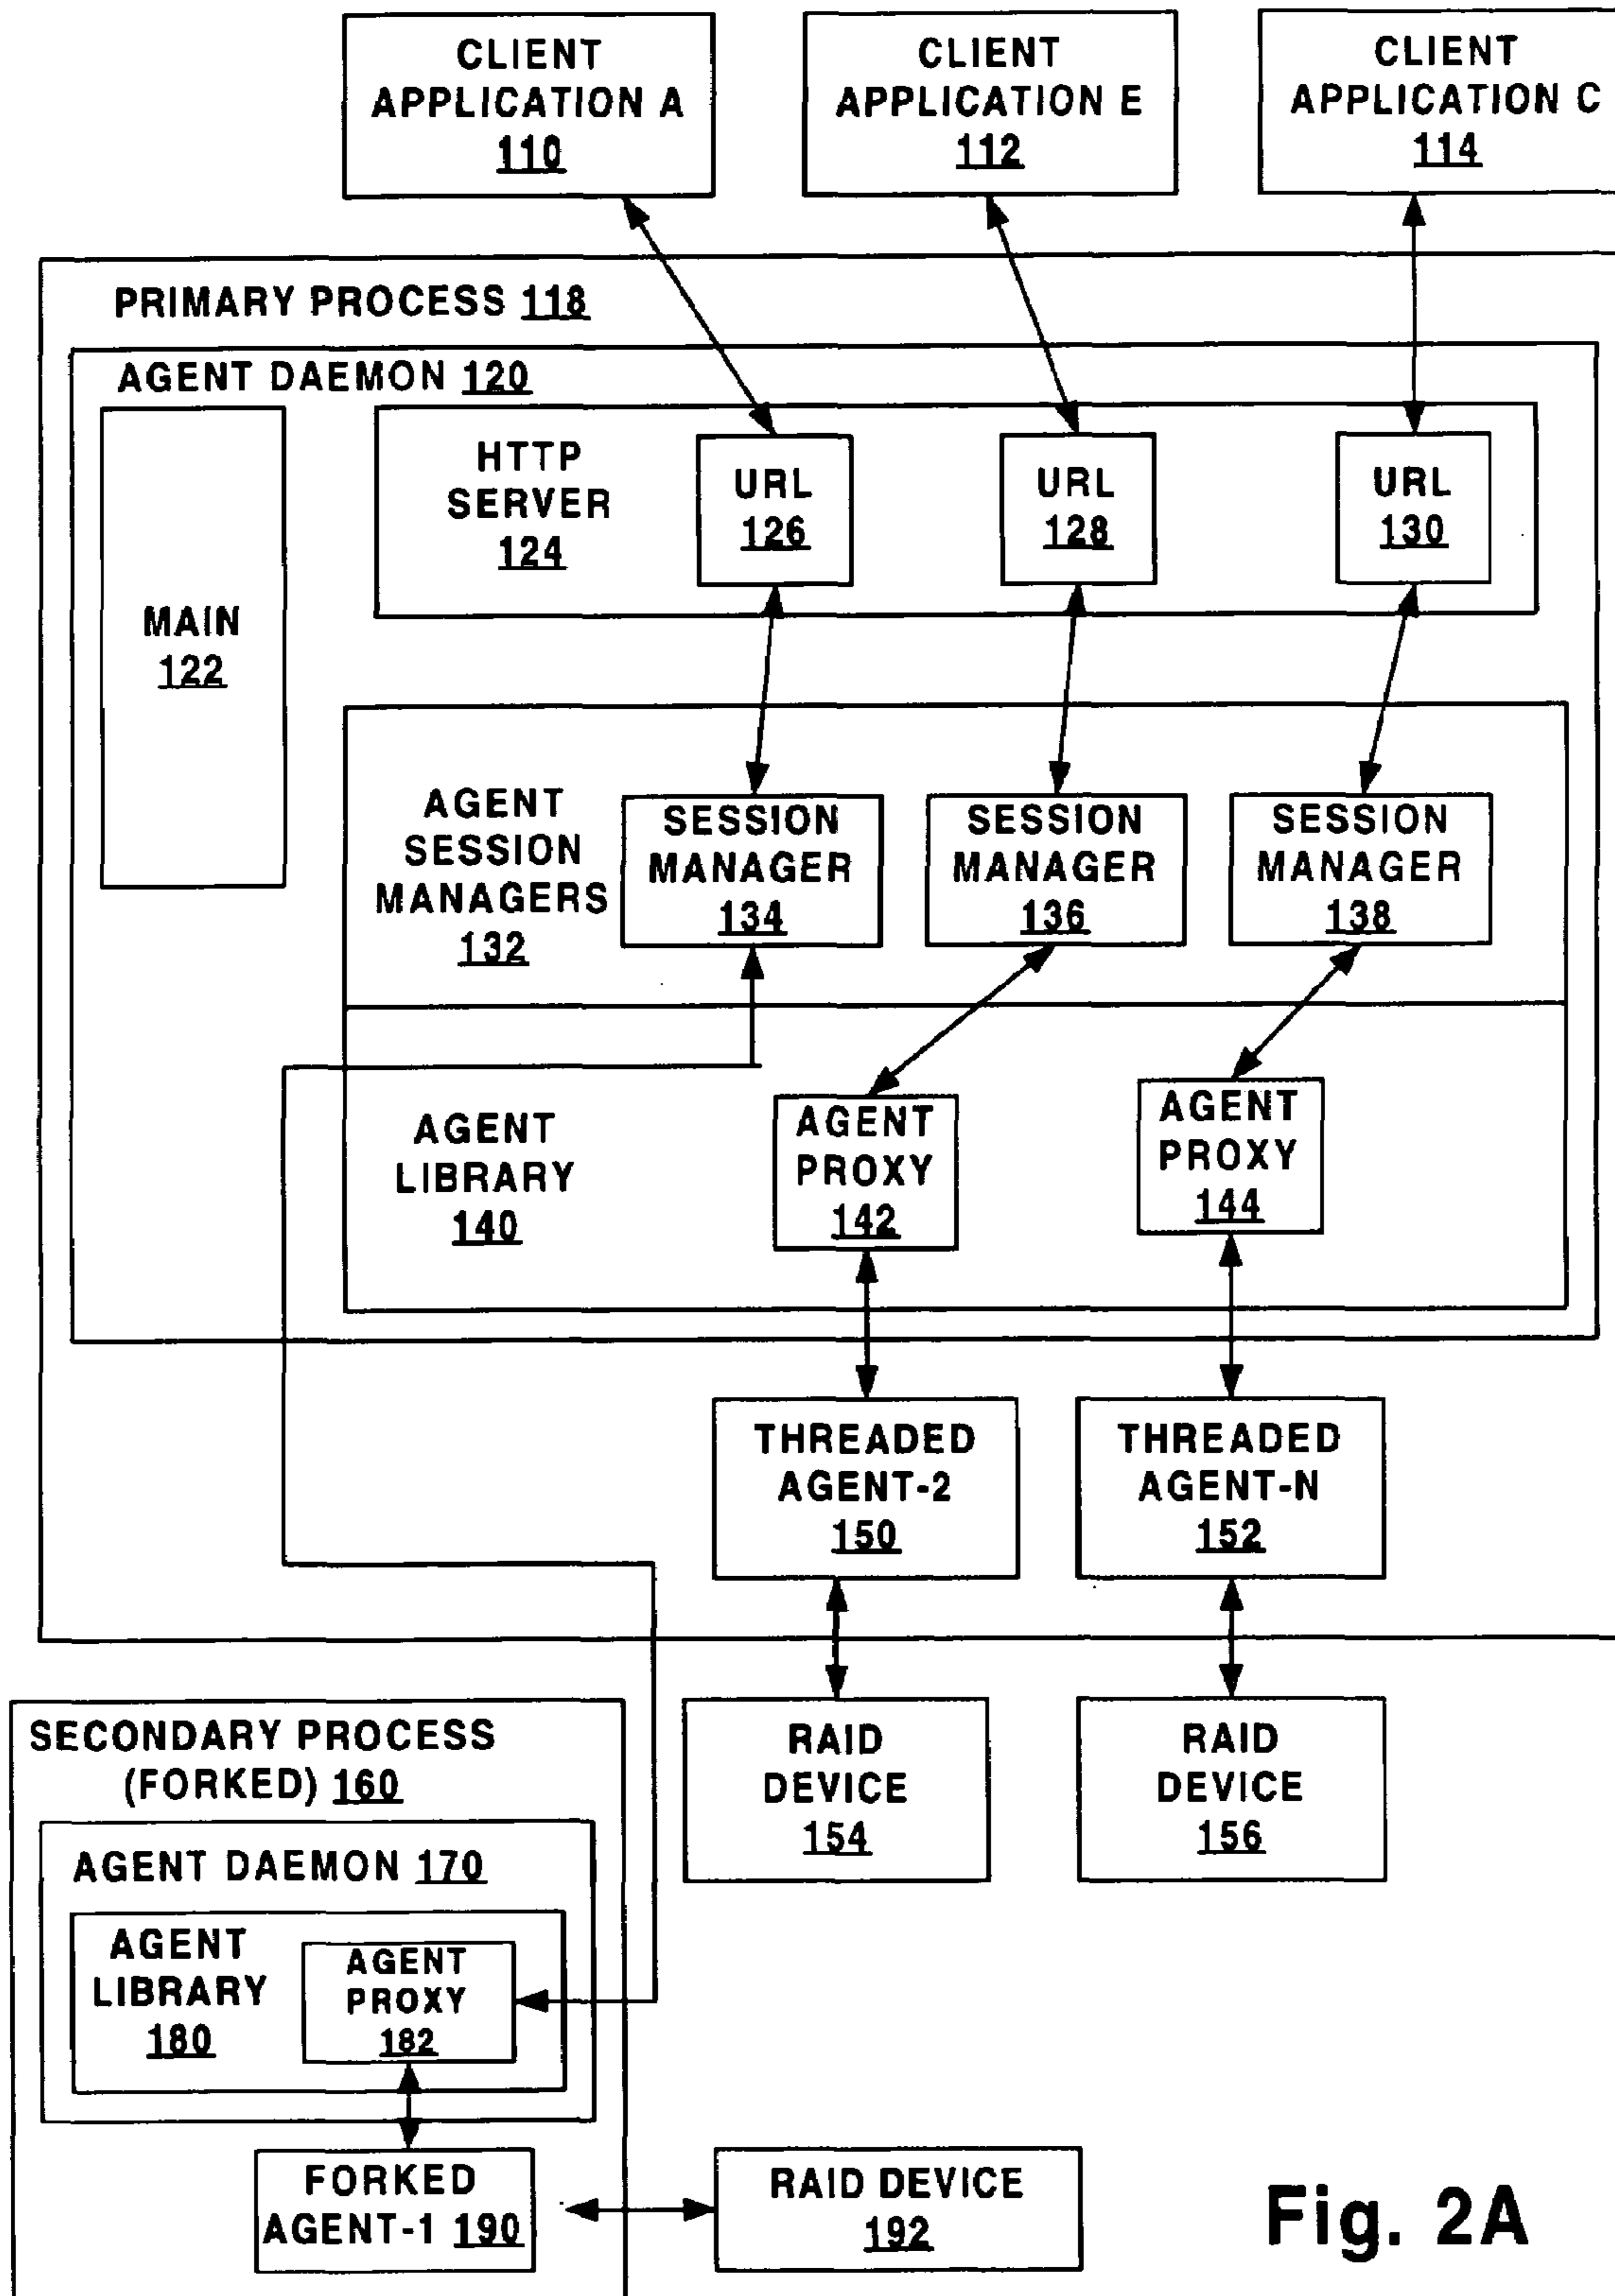 CLIENT
APPLICATION A
110
CLIENT
APPLICATION E
112
CLIENT
APPLICATION C
114
PRIMARY PROCESS 118
AGENT DAEMON 120
MAIN
122
HTTP
SERVER
124
URL
126
URL
128
URL
130
AGENT
SESSION
MANAGERS
132
SESSION
MANAGER
134
SESSION
MANAGER
136
SESSION
MANAGER
138
AGENT
LIBRARY
140
AGENT
PROXY
142
AGENT
PROXY
144
THREADED
AGENT-2
150
THREADED
AGENT-N
152
RAID
DEVICE
154
RAID
DEVICE
156
SECONDARY PROCESS
(FORKED) 160
AGENT DAEMON 170
AGENT
LIBRARY
180
AGENT
PROXY
182
FORKED
AGENT-1 190
RAID DEVICE
192
Fig. 2A